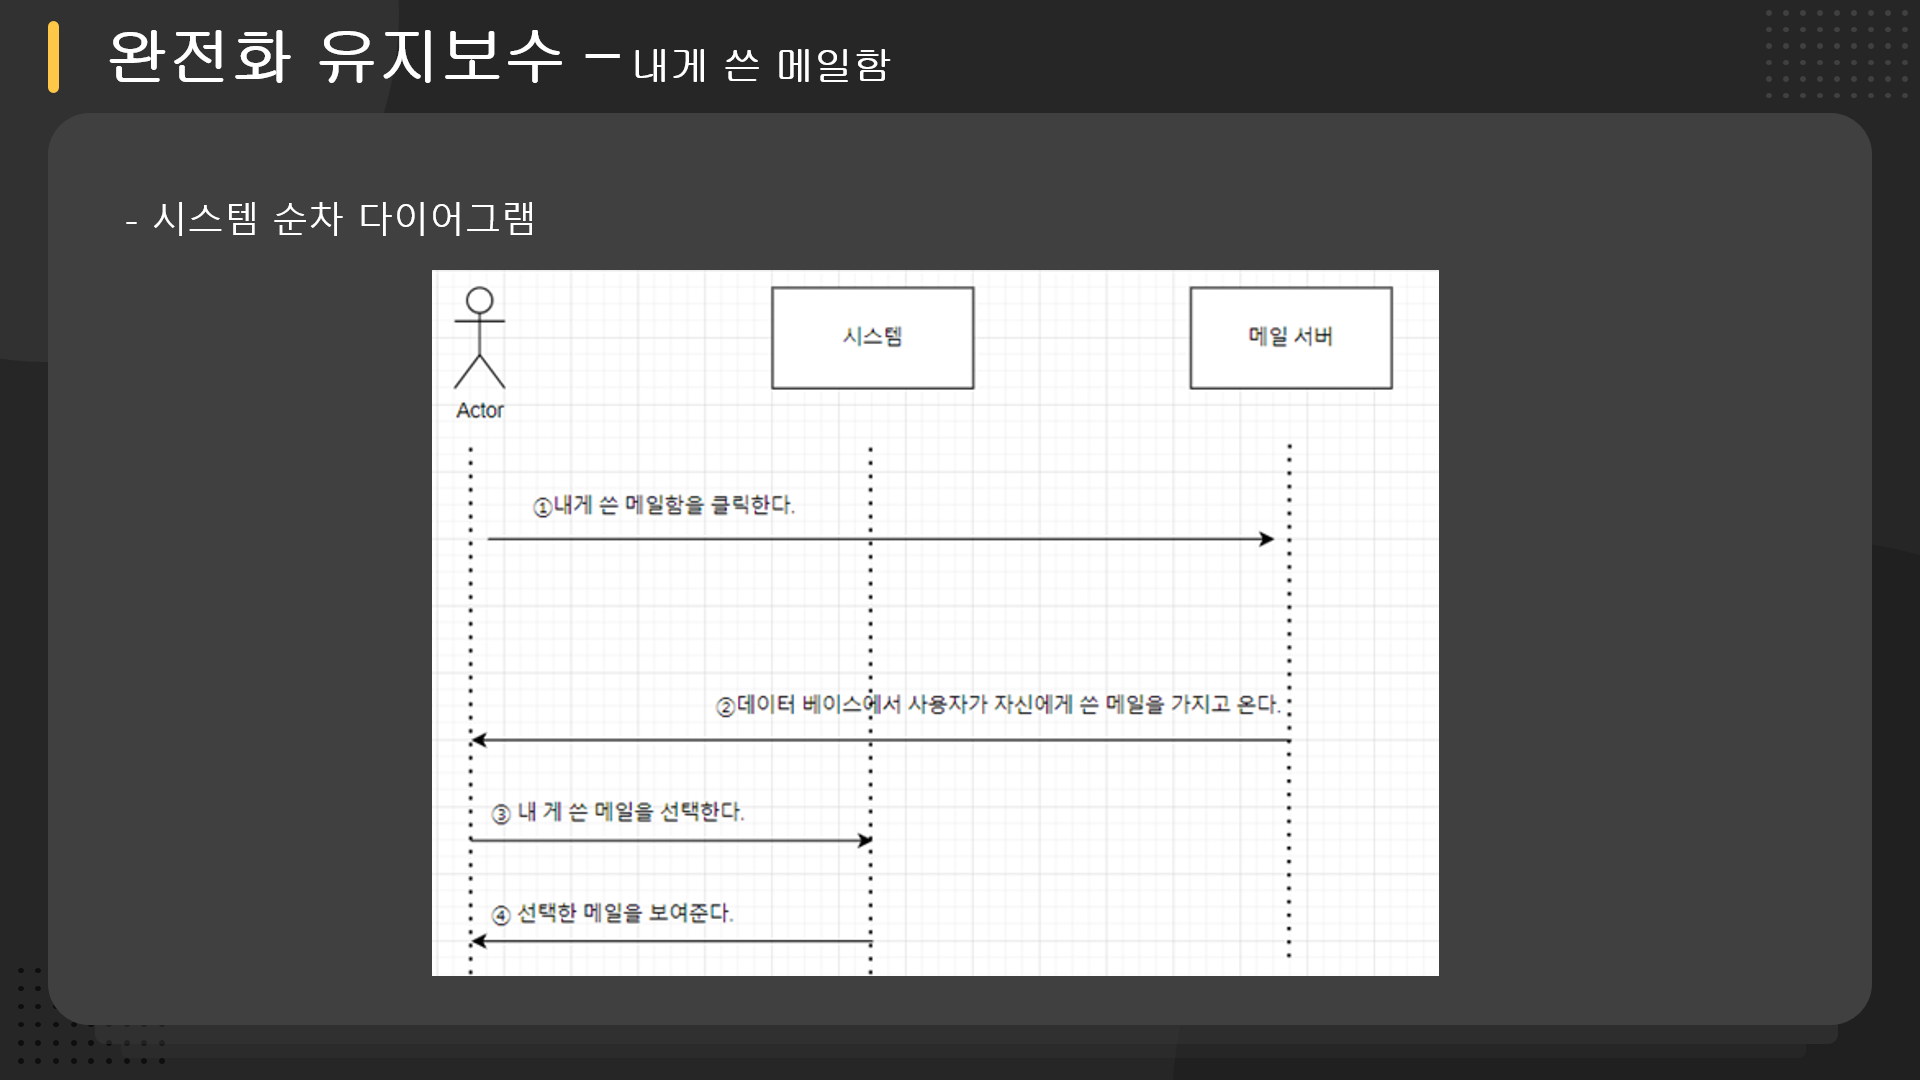 완전화 유지보수 – 내게 쓴 메일함
- 시스템 순차 다이어그램
시스템
메일 서버
Actor
①내게 쓴 메일함을 클릭한다.
②데이터 베이스에서 사용자가 자신에게 쓴 메일을 가지고 온다.
③ 내 게 쓴 메일을 선택한다.
④ 선택한 메일을 보여준다.